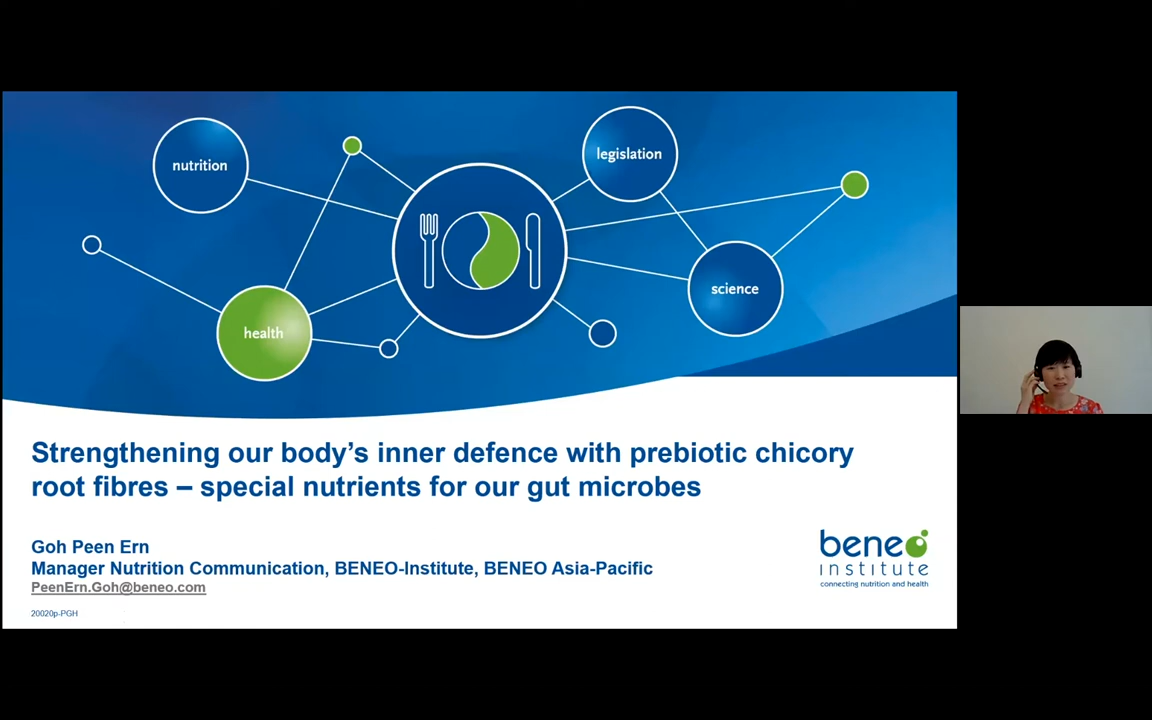 nutrition
legislation
science
health
Strengthening our body's inner defence with prebiotic chicory
root fibres – special nutrients for our gut microbes
Goh Peen Ern
Manager Nutrition Communication, BENEO-Institute, BENEO Asia-Pacific
PeenErn.Goh@beneo.com
20020p-PGH
beneo
institute
connecting nutrition and health